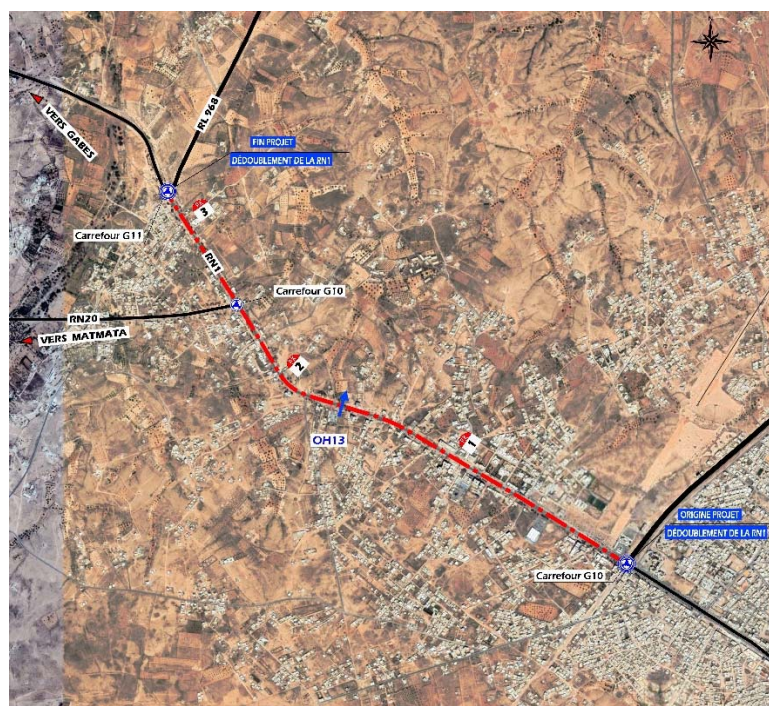 RL 968
VERS GABES
FIN PROJET
DÉDOUBLEMENT DE LA RN1
3
Carrefour G11
RN1
Carrefour G10
RN20
VERS MATMATA
2
OH13
1
ORIGINE PROJET
DÉDOUBLEMENT DE LA RN1
Carrefour G10